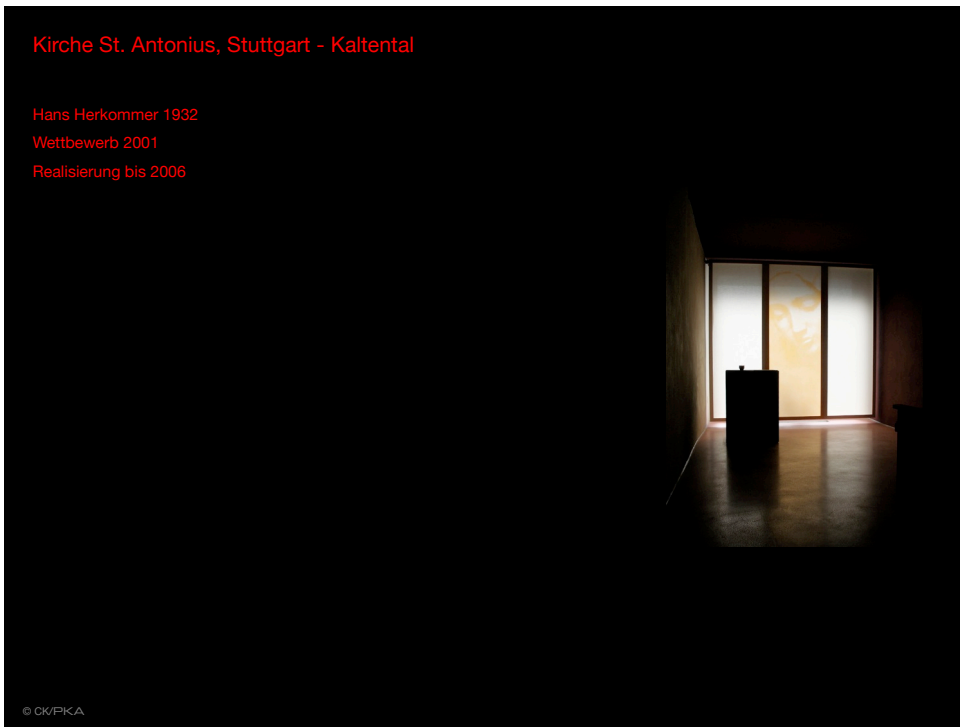 Kirche St. Antonius, Stuttgart - Kaltental
Hans Herkommer 1932
Wettbewerb 2001
Realisierung bis 2006
© CK/PKA